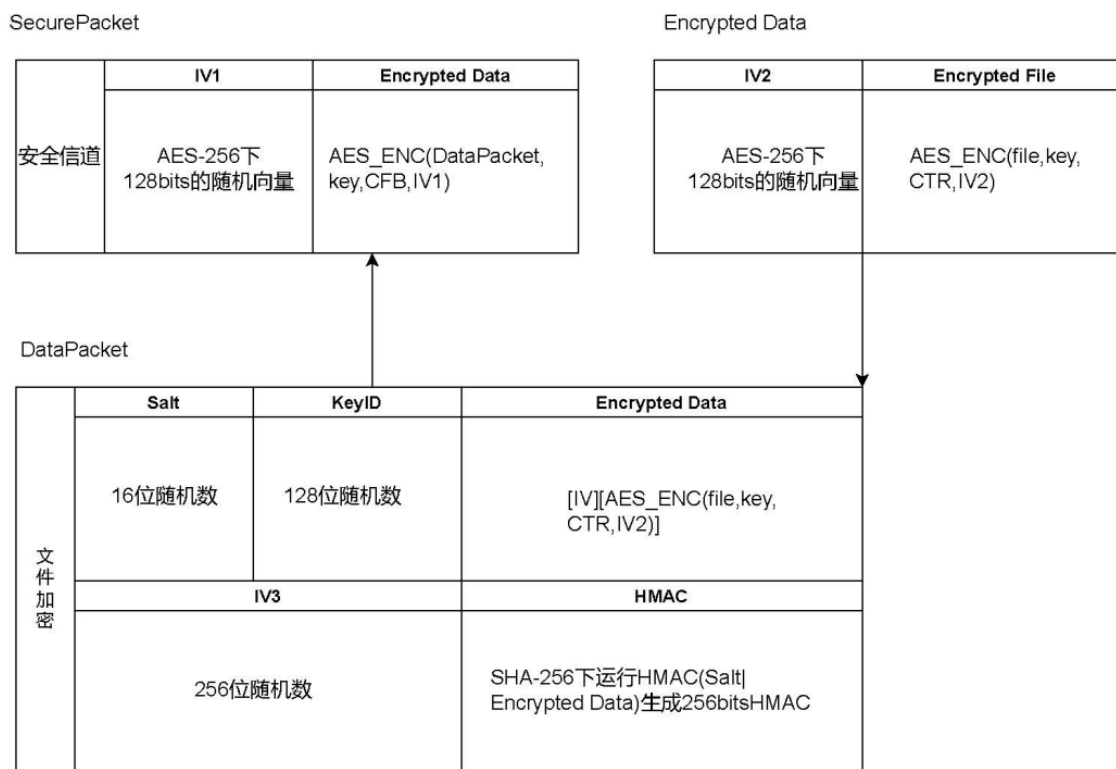 SecurePacket
Encrypted Data
IV1
Encrypted Data
安全信道
AES-256下
128bits的随机向量
AES_ENC(DataPacket,
key,CFB,IV1)
IV2
Encrypted File
AES-256下
128bits的随机向量
AES_ENC(file,key,
CTR,IV2)
DataPacket
文件加密
Salt
KeyID
Encrypted Data
16位随机数
128位随机数
[IV][AES_ENC(file,key,
CTR,IV2)]
IV3
HMAC
256位随机数
SHA-256下运行HMAC(Salt|
Encrypted Data)生成256bitsHMAC